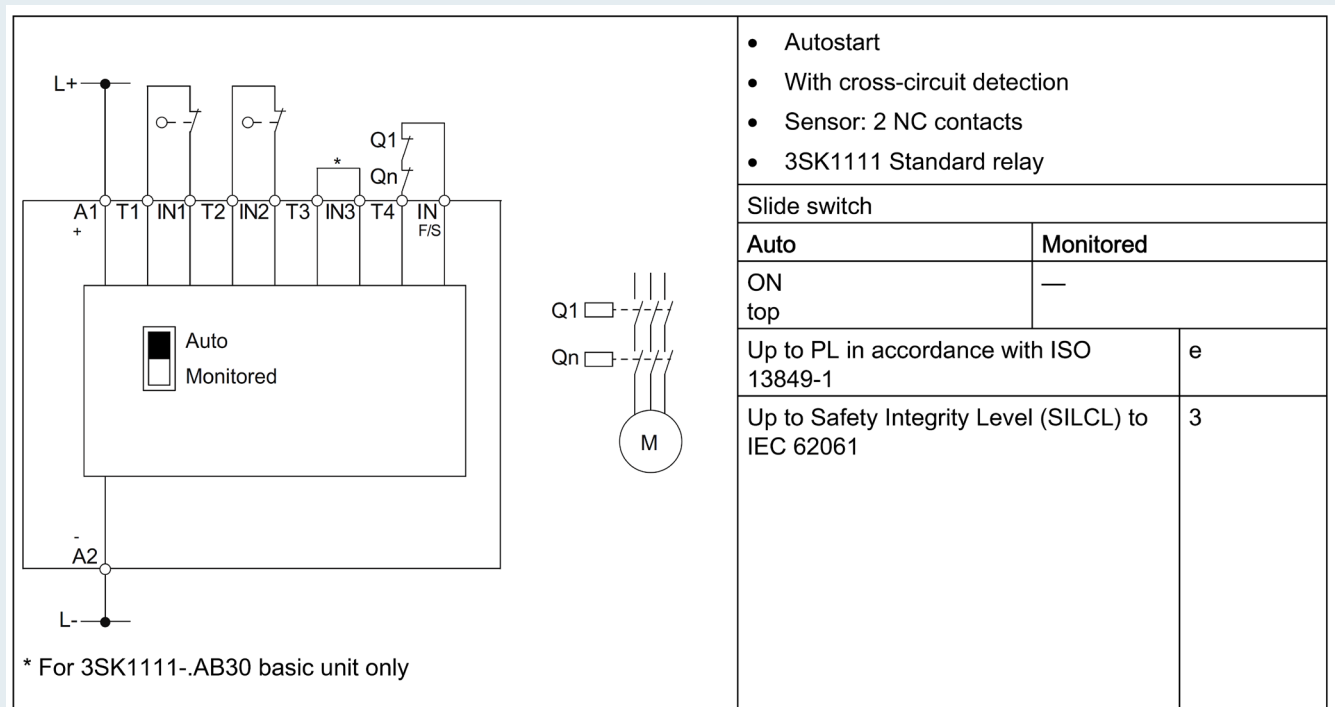 L+
*
Q1
Qn
A1 T1 IN1 T2 IN2 T3 IN3 T4 IN
+ F/S
Auto
Monitored
Q1
Qn
M
-
A2
L-
* For 3SK1111-.AB30 basic unit only
• Autostart
• With cross-circuit detection
• Sensor: 2 NC contacts
• 3SK1111 Standard relay
Slide switch
Auto Monitored
ON —
top
Up to PL in accordance with ISO e
13849-1
Up to Safety Integrity Level (SILCL) to 3
IEC 62061